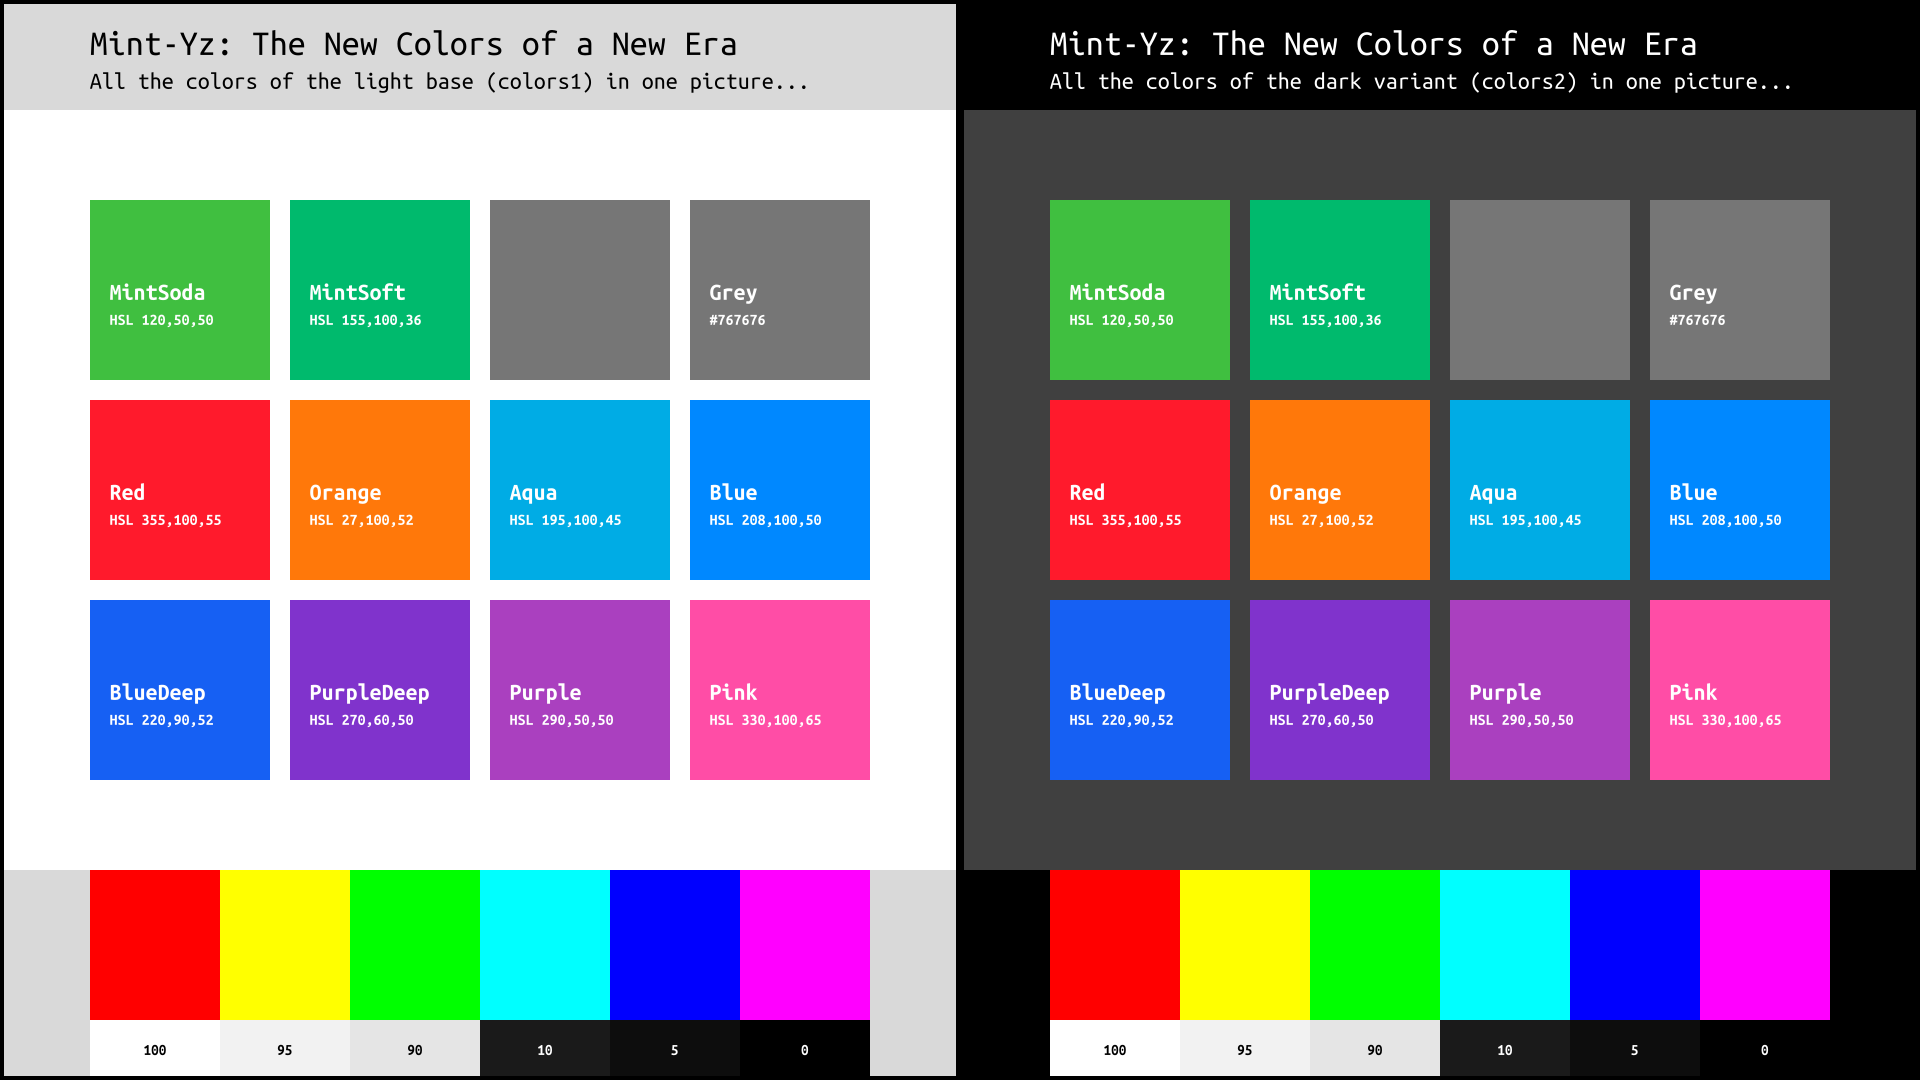 Mint-Yz: The New Colors of a New Era
All the colors of the light base (colors1) in one picture...
MintSoda
HSL 120,50,50
MintSoft
HSL 155,100,36
Grey
#767676
Red
HSL 355,100,55
Orange
HSL 27,100,52
Aqua
HSL 195,100,45
Blue
HSL 208,100,50
BlueDeep
HSL 220,90,52
PurpleDeep
HSL 270,60,50
Purple
HSL 290,50,50
Pink
HSL 330,100,65
100 95 90 10 5 0
Mint-Yz: The New Colors of a New Era
All the colors of the dark variant (colors2) in one picture...
MintSoda
HSL 120,50,50
MintSoft
HSL 155,100,36
Grey
#767676
Red
HSL 355,100,55
Orange
HSL 27,100,52
Aqua
HSL 195,100,45
Blue
HSL 208,100,50
BlueDeep
HSL 220,90,52
PurpleDeep
HSL 270,60,50
Purple
HSL 290,50,50
Pink
HSL 330,100,65
100 95 90 10 5 0